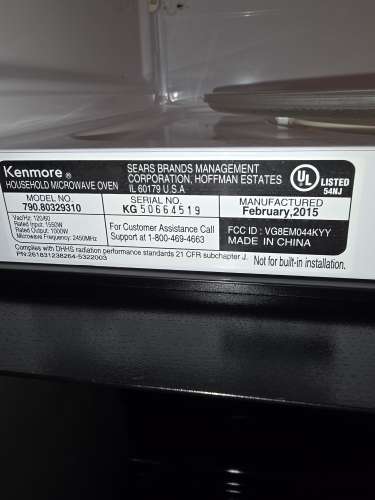 Kenmore ®
HOUSEHOLD MICROWAVE OVEN
SEARS BRANDS MANAGEMENT
CORPORATION, HOFFMAN ESTATES
IL 60179 U.S.A
UL ® LISTED
54NJ
MODEL NO.
790.80329310
SERIAL NO.
KG 50664519
MANUFACTURED
February,2015
Vac/Hz: 120/60
Rated Input: 1550W
Rated Output: 1000W
Microwave Frequency: 2450MHz
For Customer Assistance Call
Support at 1-800-469-4663
FCC ID : VG8EM044KYY
MADE IN CHINA
Complies with DHHS radiation performance standards 21 CFR subchapter J.
PN:261831238264-5322003
Not for built-in installation.